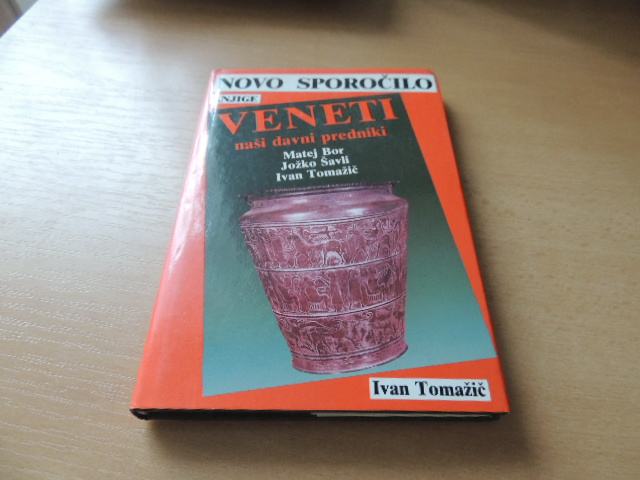 NOVO SPOROČILO
KNJIGE
VENETI
naši davni predniki
Matej Bor
Jožko Šavli
Ivan Tomažič
Ivan Tomažič